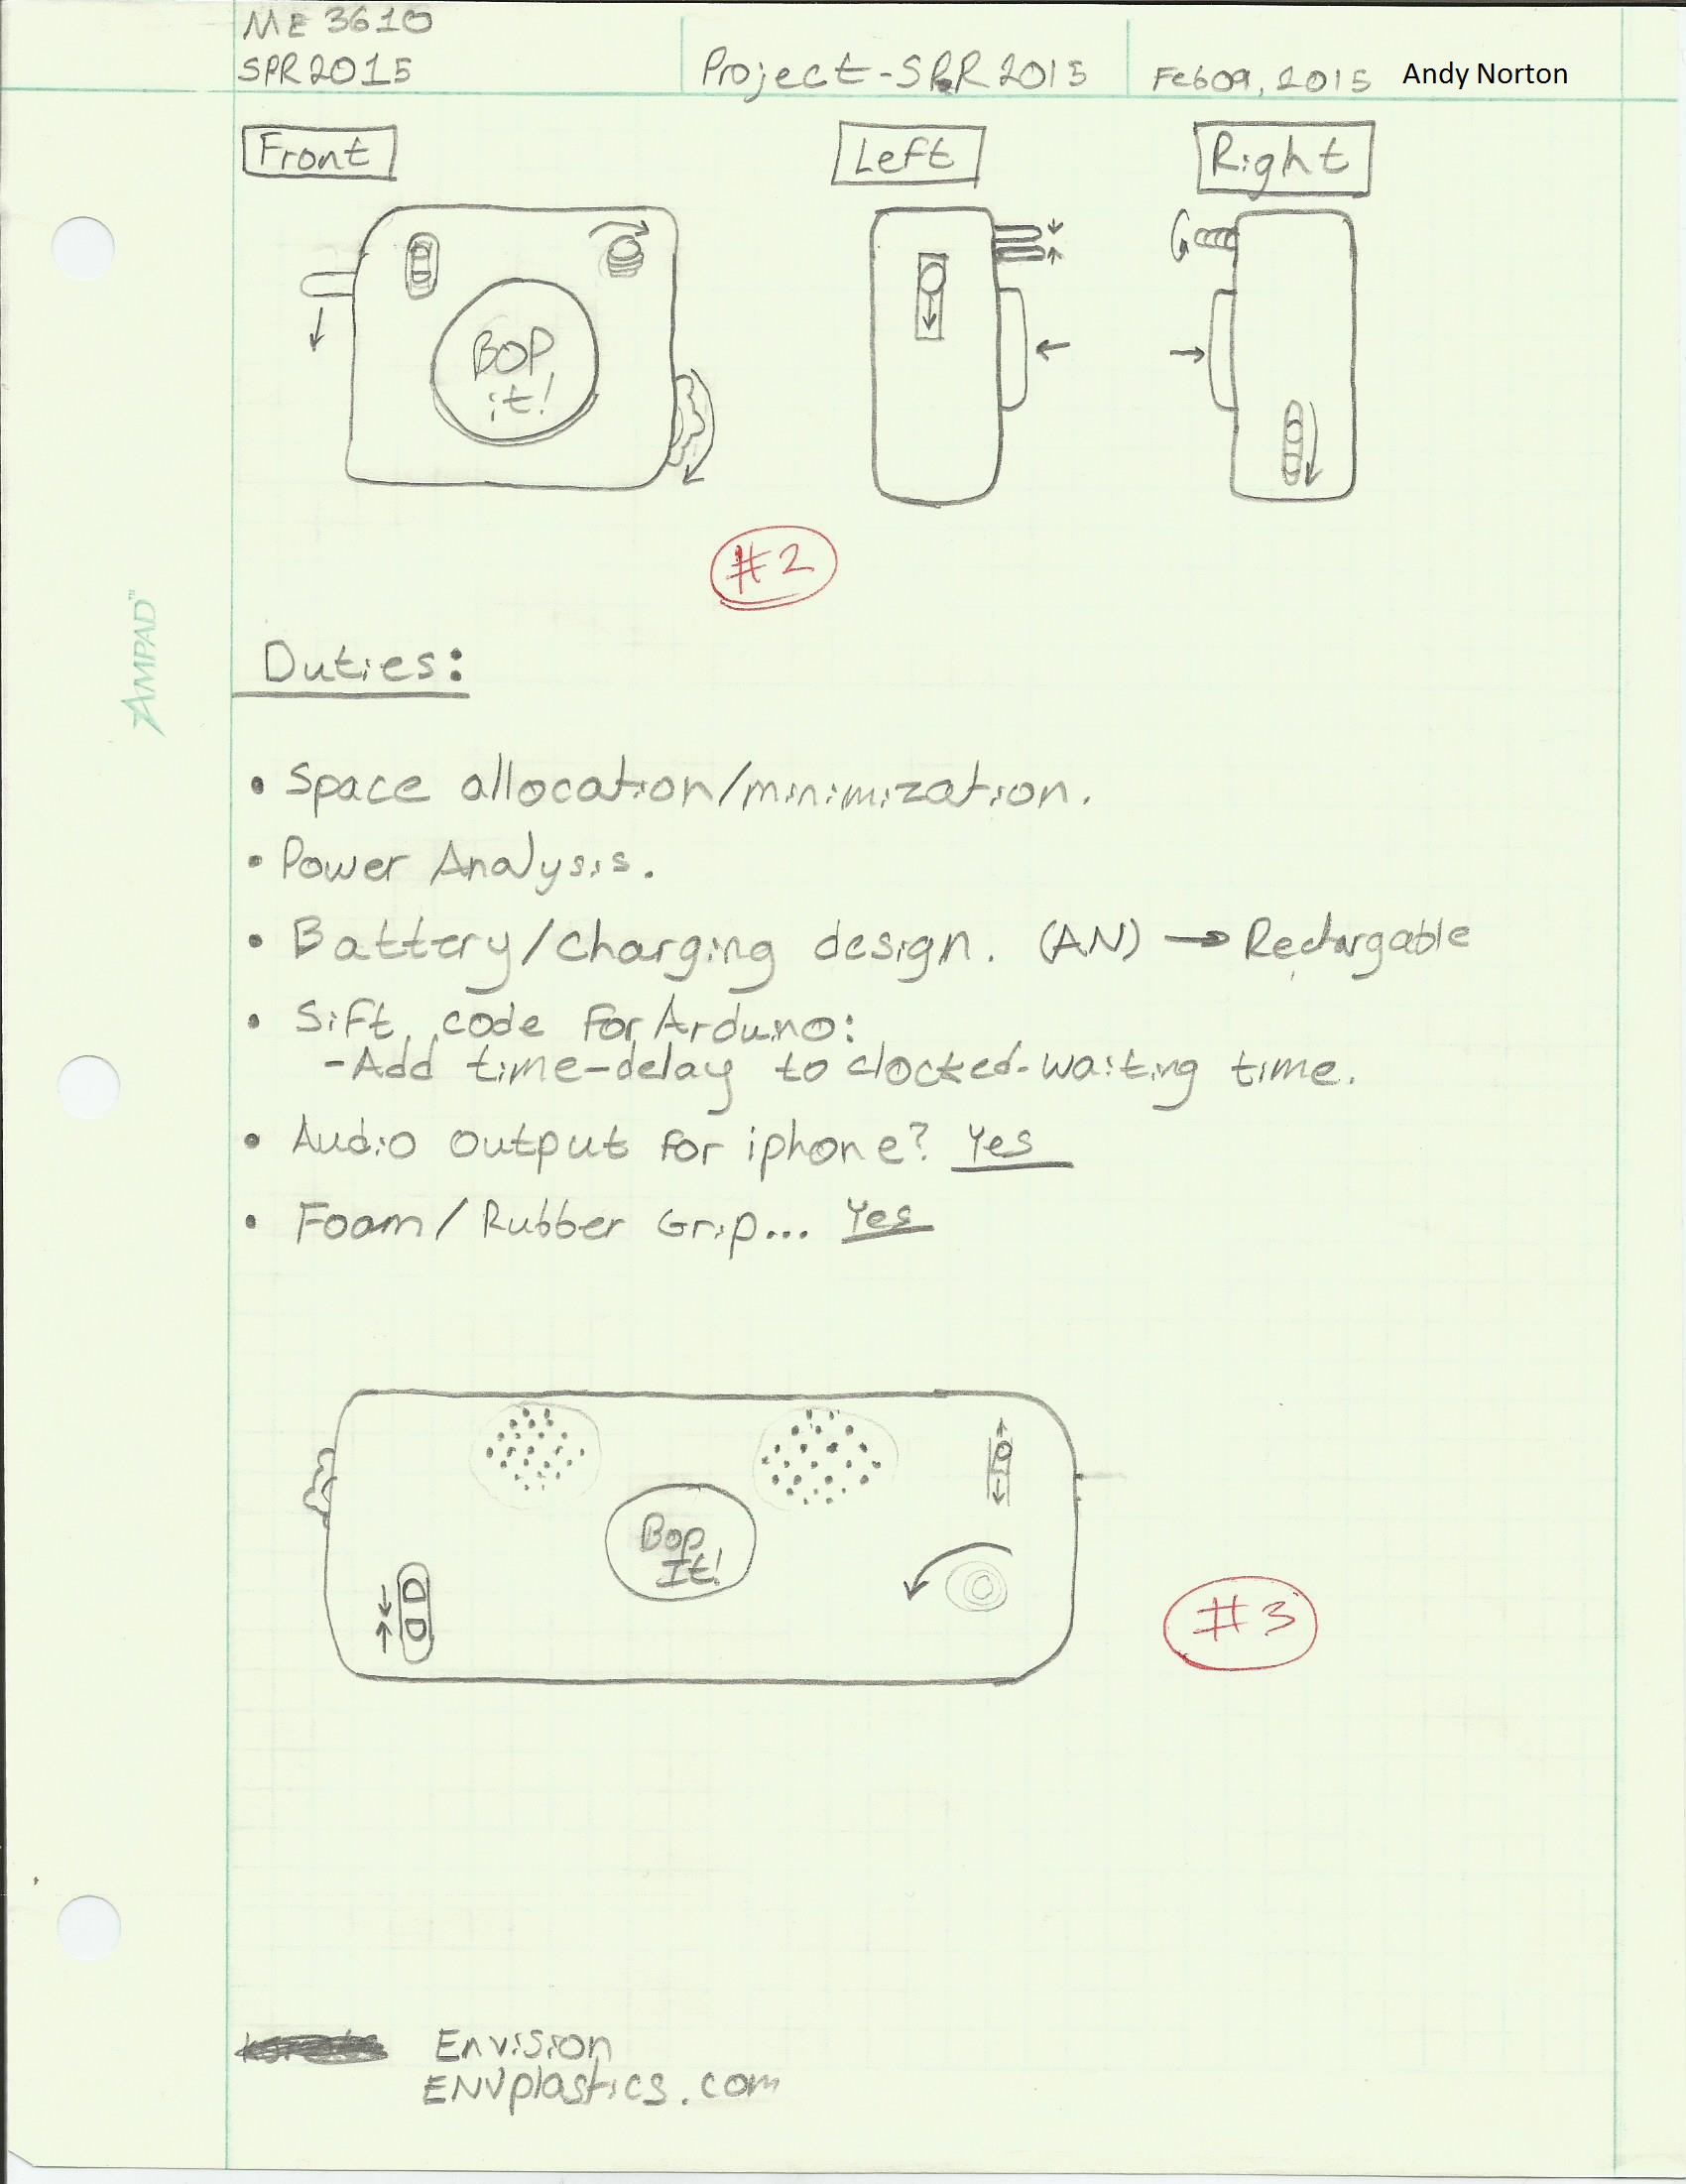 ME 3610
SPR 2015
Project-SPR 2015
Feb 09, 2015
Andy Norton
Front
Left
Right
BOP
it!
#2
AMPAD™
Duties:
• Space allocation/minimization.
• Power Analysis.
• Battery/charging design. (AN) → Rechargable
• Sift code for Arduino:
-Add time-delay to clocked-waiting time.
• Audio output for iphone? Yes
• Foam/Rubber Grip... Yes
Bop
It!
#3
Envision
ENVplastics.com